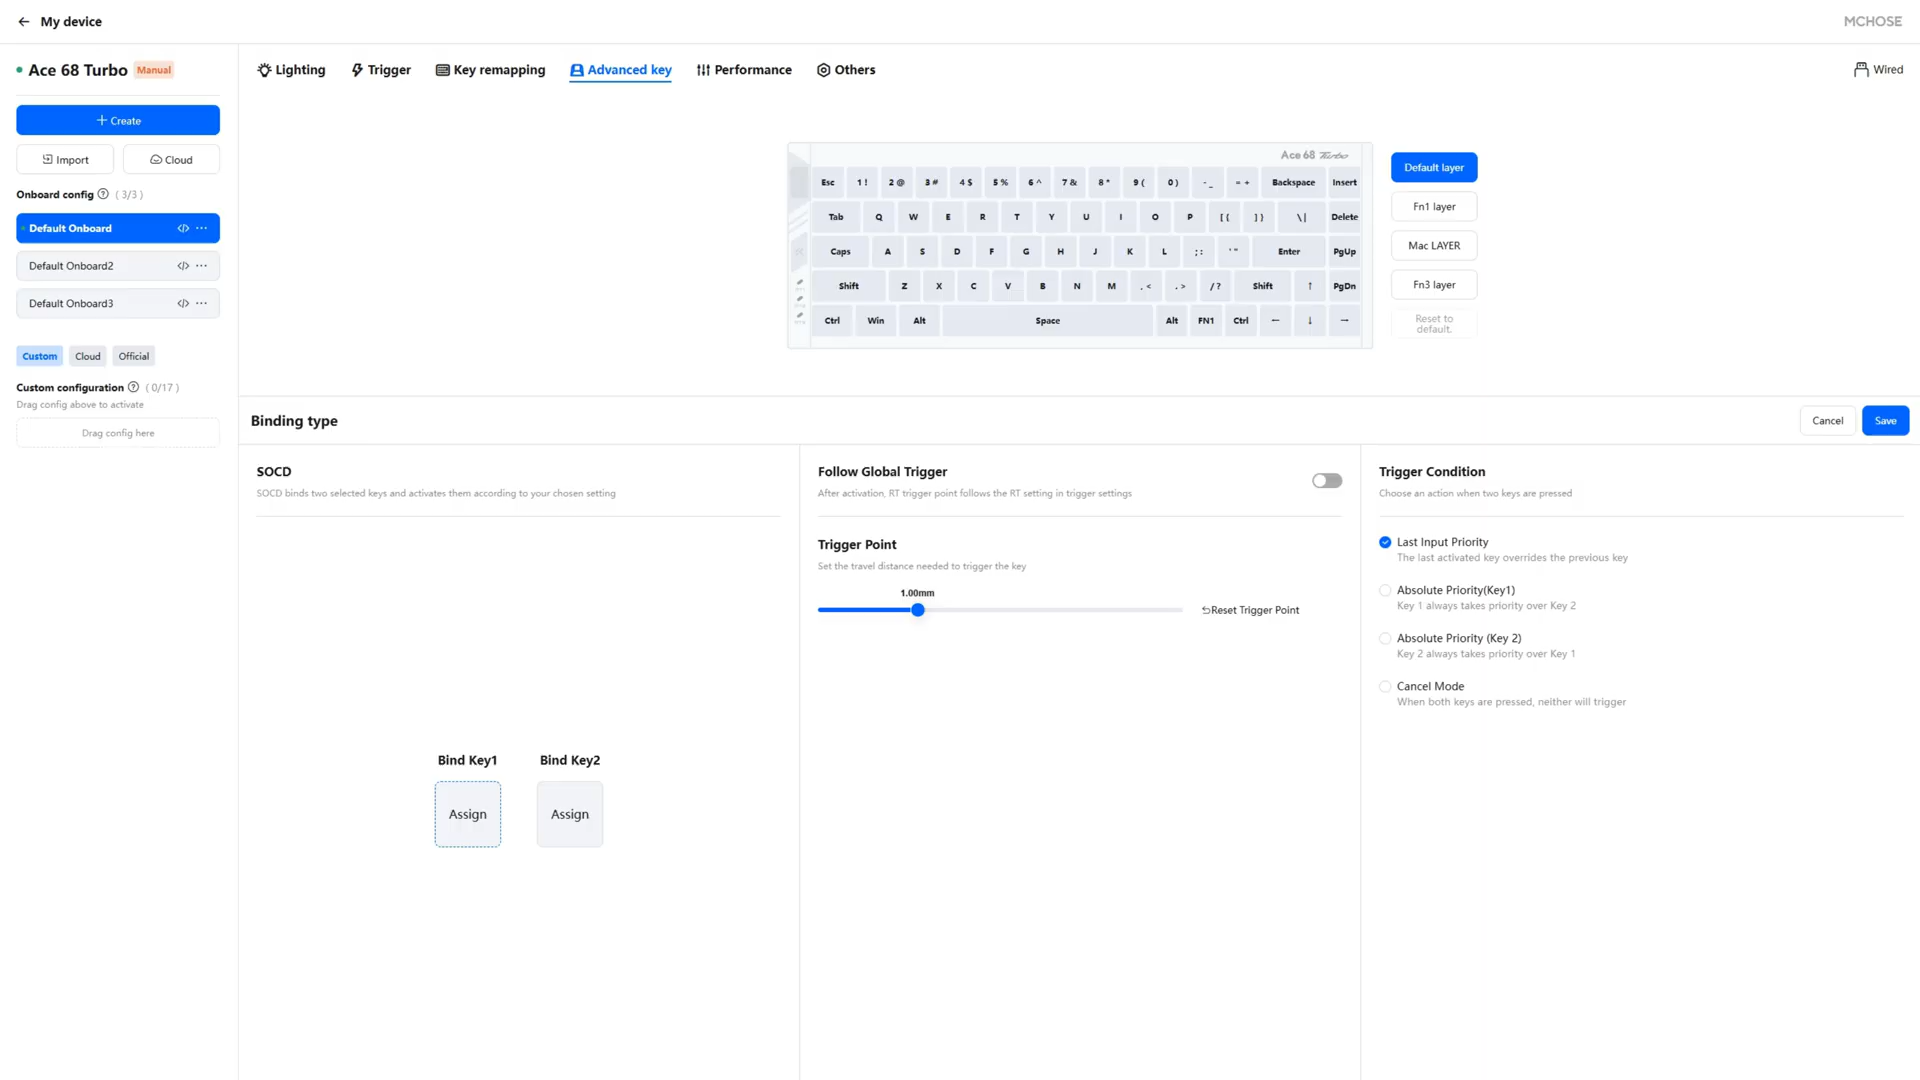 My device
MCHOSE
Ace 68 Turbo Manual
Lighting
Trigger
Key remapping
Advanced key
Performance
Others
Wired
Create
Import
Cloud
Onboard config ? ( 3/3 )
Default Onboard </> ···
Default Onboard2 </> ···
Default Onboard3 </> ···
Custom
Cloud
Official
Custom configuration ? ( 0/17 )
Drag config above to activate
Drag config here
Ace 68 Turbo
Esc 1 ! 2 @ 3 # 4 $ 5 % 6 ^ 7 & 8 * 9 ( 0 ) - _ = + Backspace Insert
Tab Q W E R T Y U I O P [ { ] } \ | Delete
Caps A S D F G H J K L ; : ' " Enter PgUp
Shift Z X C V B N M , < . > / ? Shift ↑ PgDn
Ctrl Win Alt Space Alt FN1 Ctrl ← ↓ →
Default layer
Fn1 layer
Mac LAYER
Fn3 layer
Reset to
default.
Binding type
Cancel
Save
SOCD
SOCD binds two selected keys and activates them according to your chosen setting
Bind Key1
Bind Key2
Assign
Assign
Follow Global Trigger
After activation, RT trigger point follows the RT setting in trigger settings
Trigger Point
Set the travel distance needed to trigger the key
1.00mm
Reset Trigger Point
Trigger Condition
Choose an action when two keys are pressed
Last Input Priority
The last activated key overrides the previous key
Absolute Priority(Key1)
Key 1 always takes priority over Key 2
Absolute Priority (Key 2)
Key 2 always takes priority over Key 1
Cancel Mode
When both keys are pressed, neither will trigger